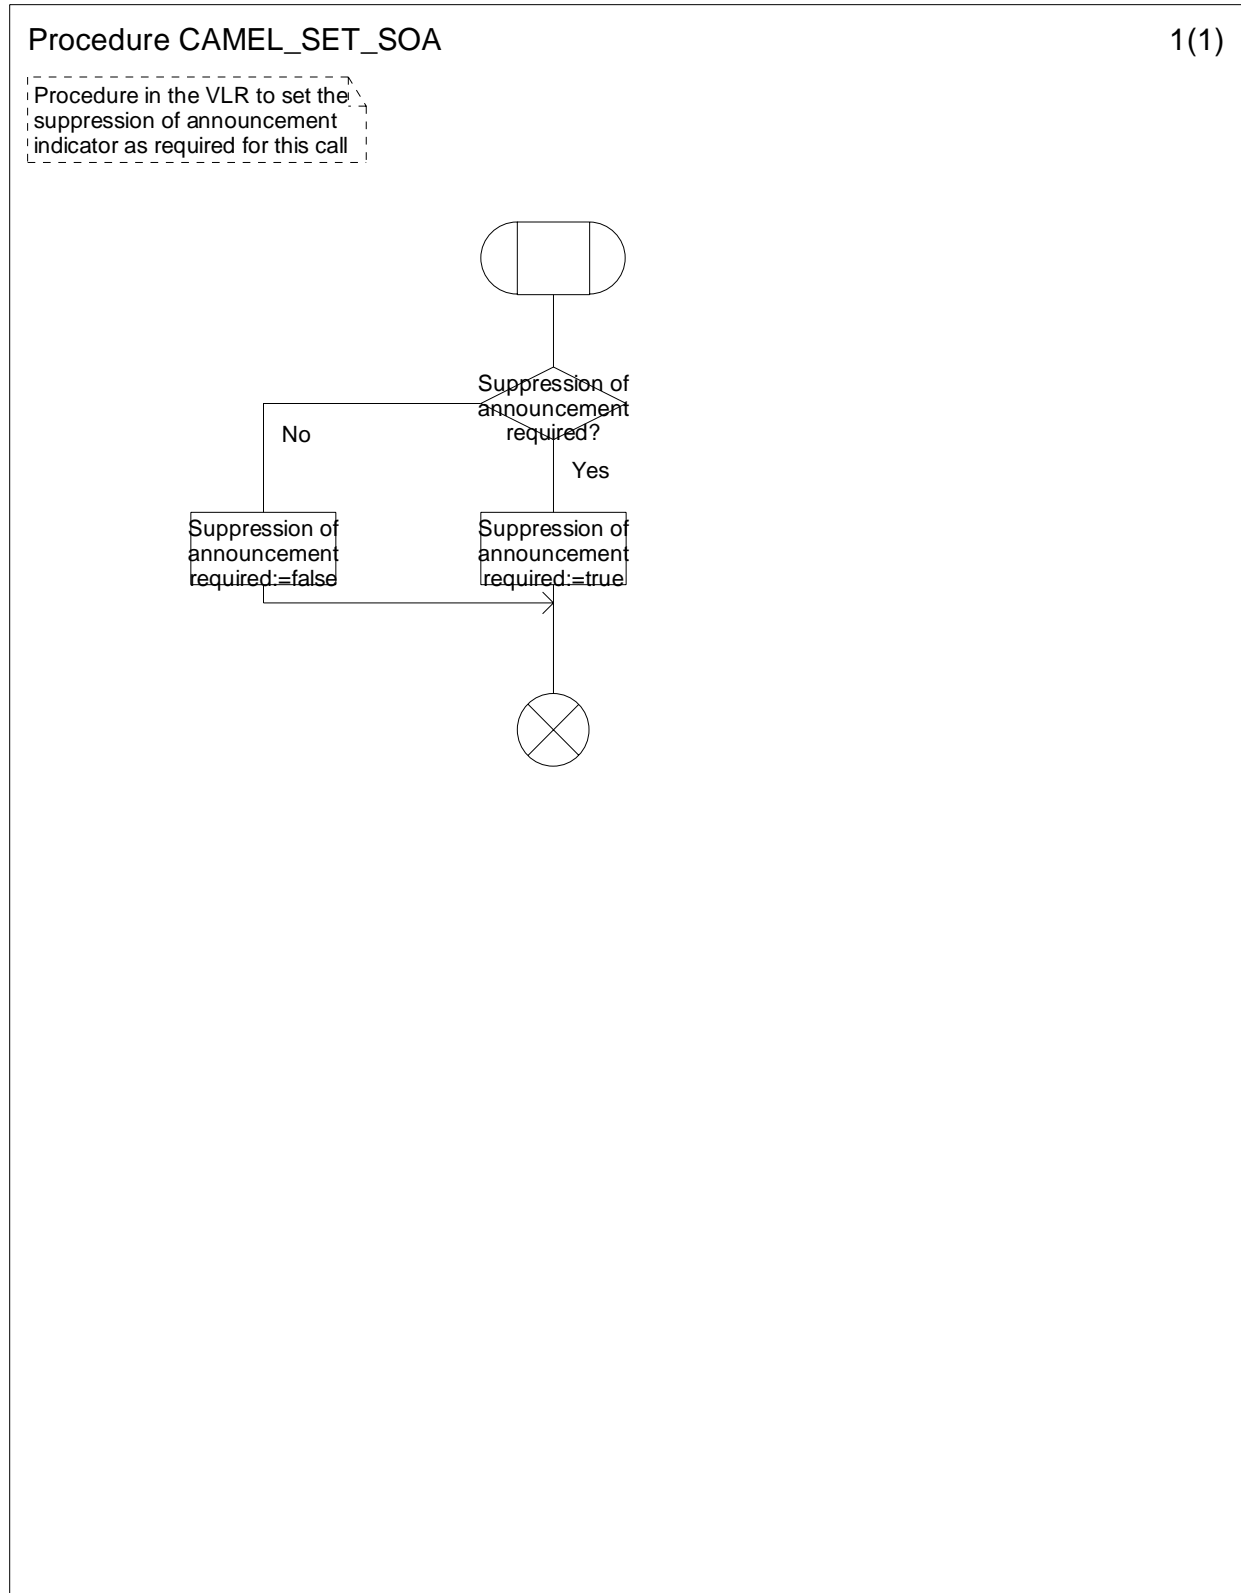 Procedure CAMEL_SET_SOA
1(1)
Procedure in the VLR to set the
suppression of announcement
indicator as required for this call
Suppression of
announcement
required?
No
Yes
Suppression of
announcement
required:=false
Suppression of
announcement
required:=true